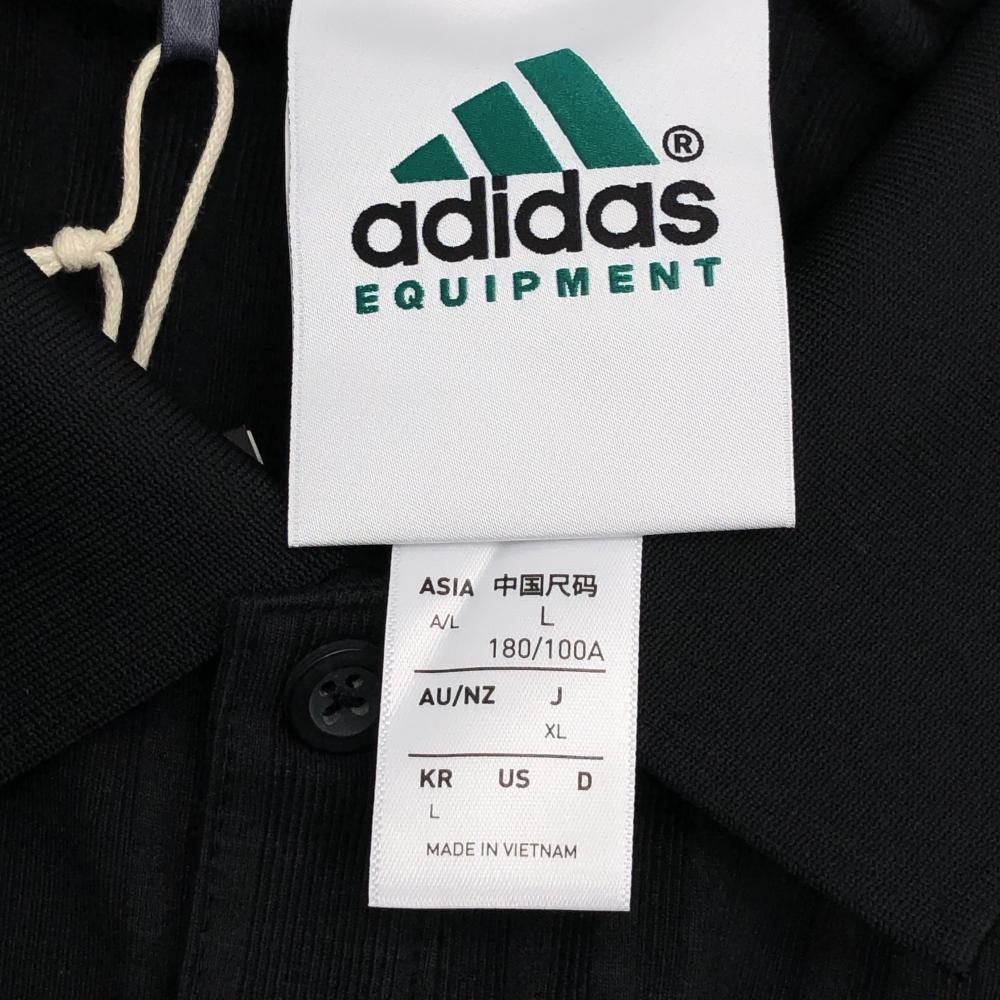 ®
adidas
EQUIPMENT
ASIA 中国尺码
A/L L
180/100A
AU/NZ J
XL
KR US D
L
MADE IN VIETNAM